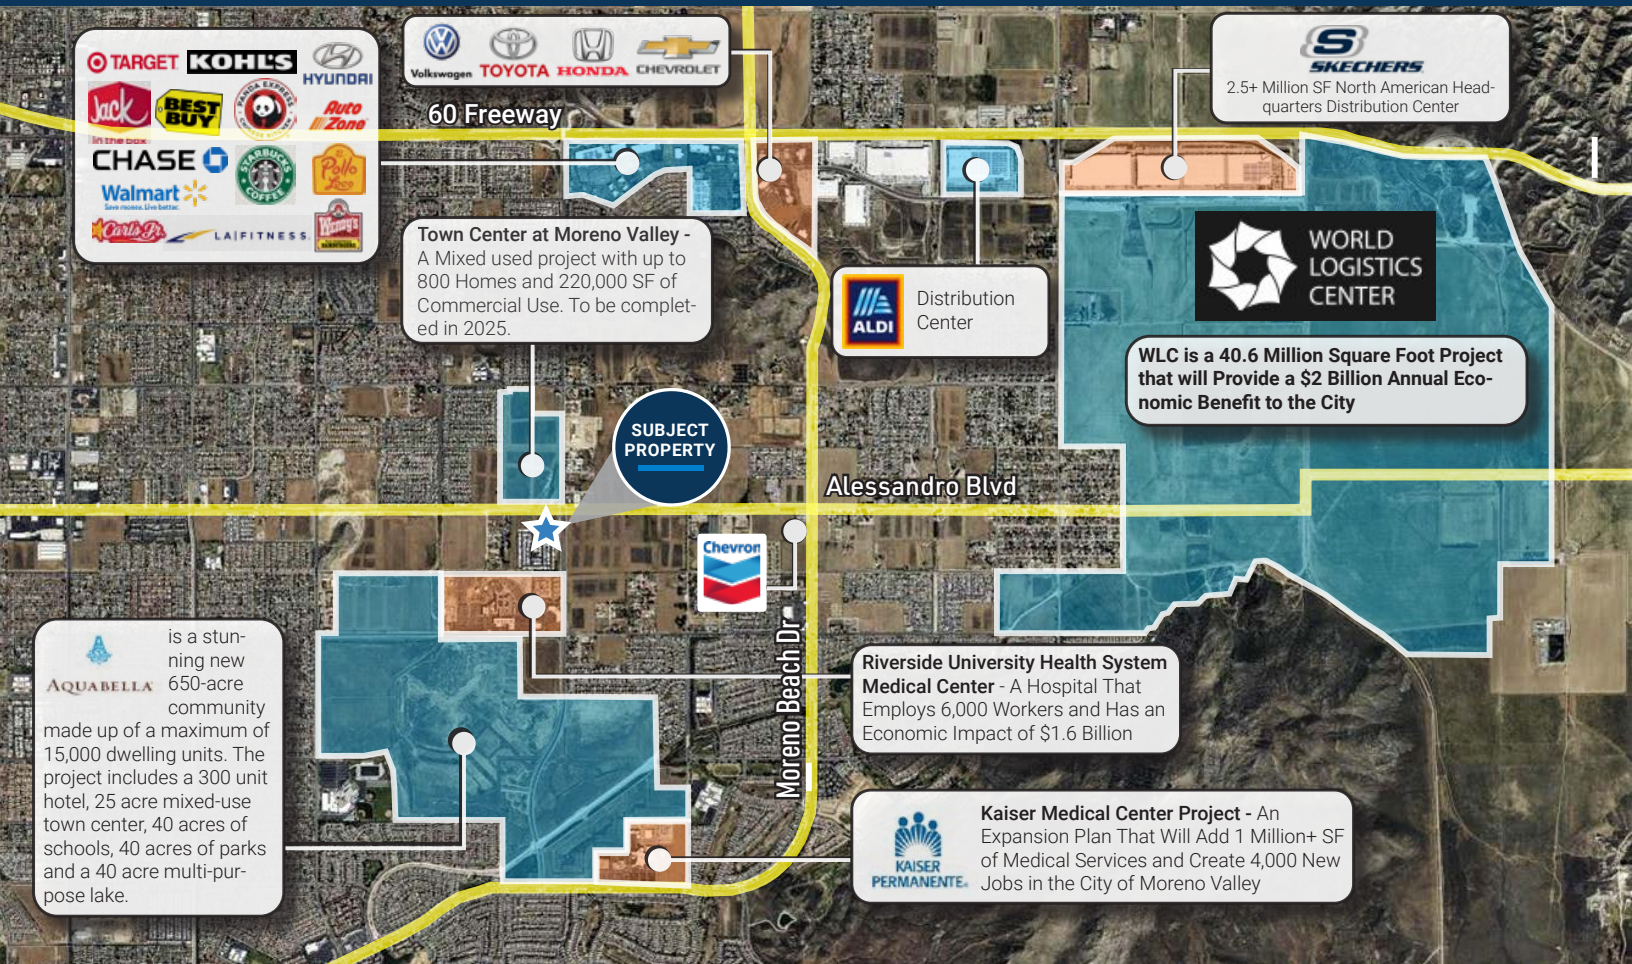 TARGET
KOHL'S
HYUNDAI
Jack
in the box
BEST
BUY
PANDA EXPRESS
CHINESE KITCHEN
Auto
Zone
CHASE
STARBUCKS
COFFEE
El
Pollo
Loco
Walmart
Save money. Live better.
Carl's Jr.
LA|FITNESS.
Wendy's
OLD FASHIONED
HAMBURGERS
Volkswagen
TOYOTA
HONDA
CHEVROLET
60 Freeway
S
SKECHERS
2.5+ Million SF North American Head-
quarters Distribution Center
Town Center at Moreno Valley -
A Mixed used project with up to
800 Homes and 220,000 SF of
Commercial Use. To be complet-
ed in 2025.
ALDI
Distribution
Center
WORLD
LOGISTICS
CENTER
WLC is a 40.6 Million Square Foot Project
that will Provide a $2 Billion Annual Eco-
nomic Benefit to the City
SUBJECT
PROPERTY
Alessandro Blvd
Chevron
Moreno Beach Dr
AQUABELLA
is a stun-
ning new
650-acre
community
made up of a maximum of
15,000 dwelling units. The
project includes a 300 unit
hotel, 25 acre mixed-use
town center, 40 acres of
schools, 40 acres of parks
and a 40 acre multi-pur-
pose lake.
Riverside University Health System
Medical Center - A Hospital That
Employs 6,000 Workers and Has an
Economic Impact of $1.6 Billion
KAISER
PERMANENTE®
Kaiser Medical Center Project - An
Expansion Plan That Will Add 1 Million+ SF
of Medical Services and Create 4,000 New
Jobs in the City of Moreno Valley